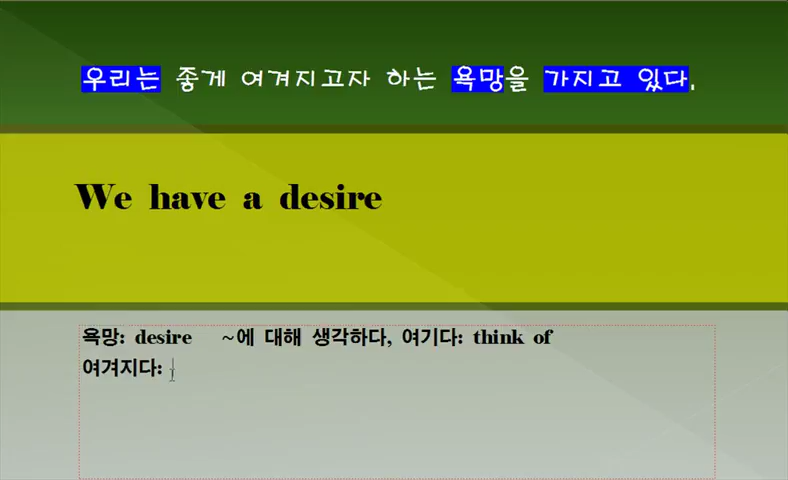 우리는 좋게 여겨지고자 하는 욕망을 가지고 있다.
We have a desire
욕망: desire ~에 대해 생각하다, 여기다: think of
여겨지다: